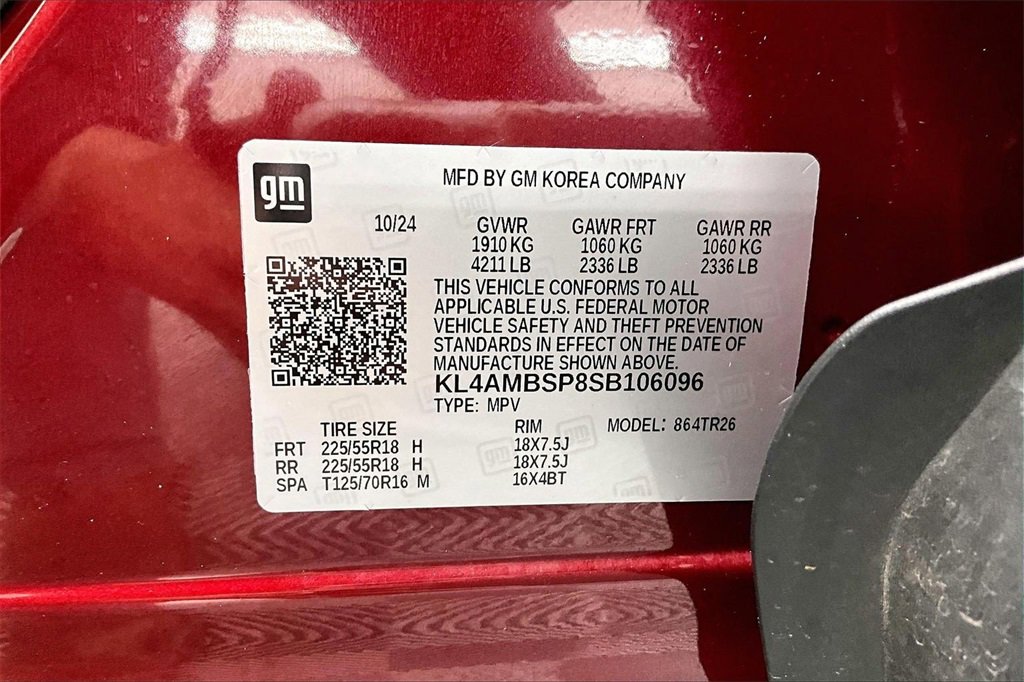 gm
MFD BY GM KOREA COMPANY
10/24 GVWR GAWR FRT GAWR RR
1910 KG 1060 KG 1060 KG
4211 LB 2336 LB 2336 LB
THIS VEHICLE CONFORMS TO ALL
APPLICABLE U.S. FEDERAL MOTOR
VEHICLE SAFETY AND THEFT PREVENTION
STANDARDS IN EFFECT ON THE DATE OF
MANUFACTURE SHOWN ABOVE.
KL4AMBSP8SB106096
TYPE: MPV
TIRE SIZE RIM MODEL: 864TR26
FRT 225/55R18 H 18X7.5J
RR 225/55R18 H 18X7.5J
SPA T125/70R16 M 16X4BT